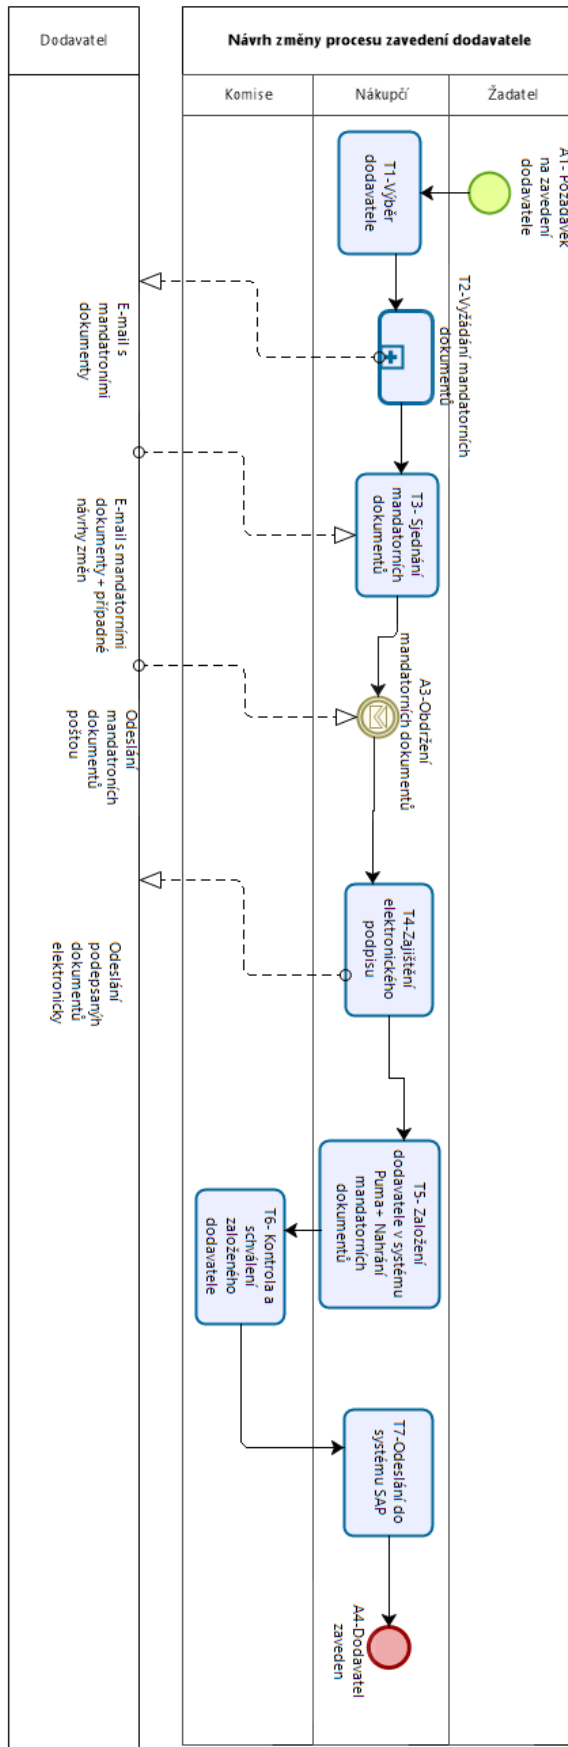 Dodavatel
Návrh změny procesu zavedení dodavatele
Komise
Nákupčí
Žadatel
A1- Požadavek
na zavedení
dodavatele
T1-Výběr
dodavatele
T2-Vyžádání mandatorních
dokumentů
E-mail s
mandatroními
dokumenty
T3- Sjednání
mandatorních
dokumentů
E-mail s mandatorními
dokumenty + případné
návrhy změn
A3-Obdržení
mandatorních dokumentů
Odeslání
mandatroních
dokumentů
poštou
T4-Zajištění
elektronického
podpisu
Odeslání
podepsanýh
dokumentů
elektronicky
T5- Založení
dodavatele v systému
Puma+ Nahrání
mandatorních
dokumentů
T6- Kontrola a
schválení
založeného
dodavatele
T7-Odeslání do
systému SAP
A4-Dodavatel
zaveden